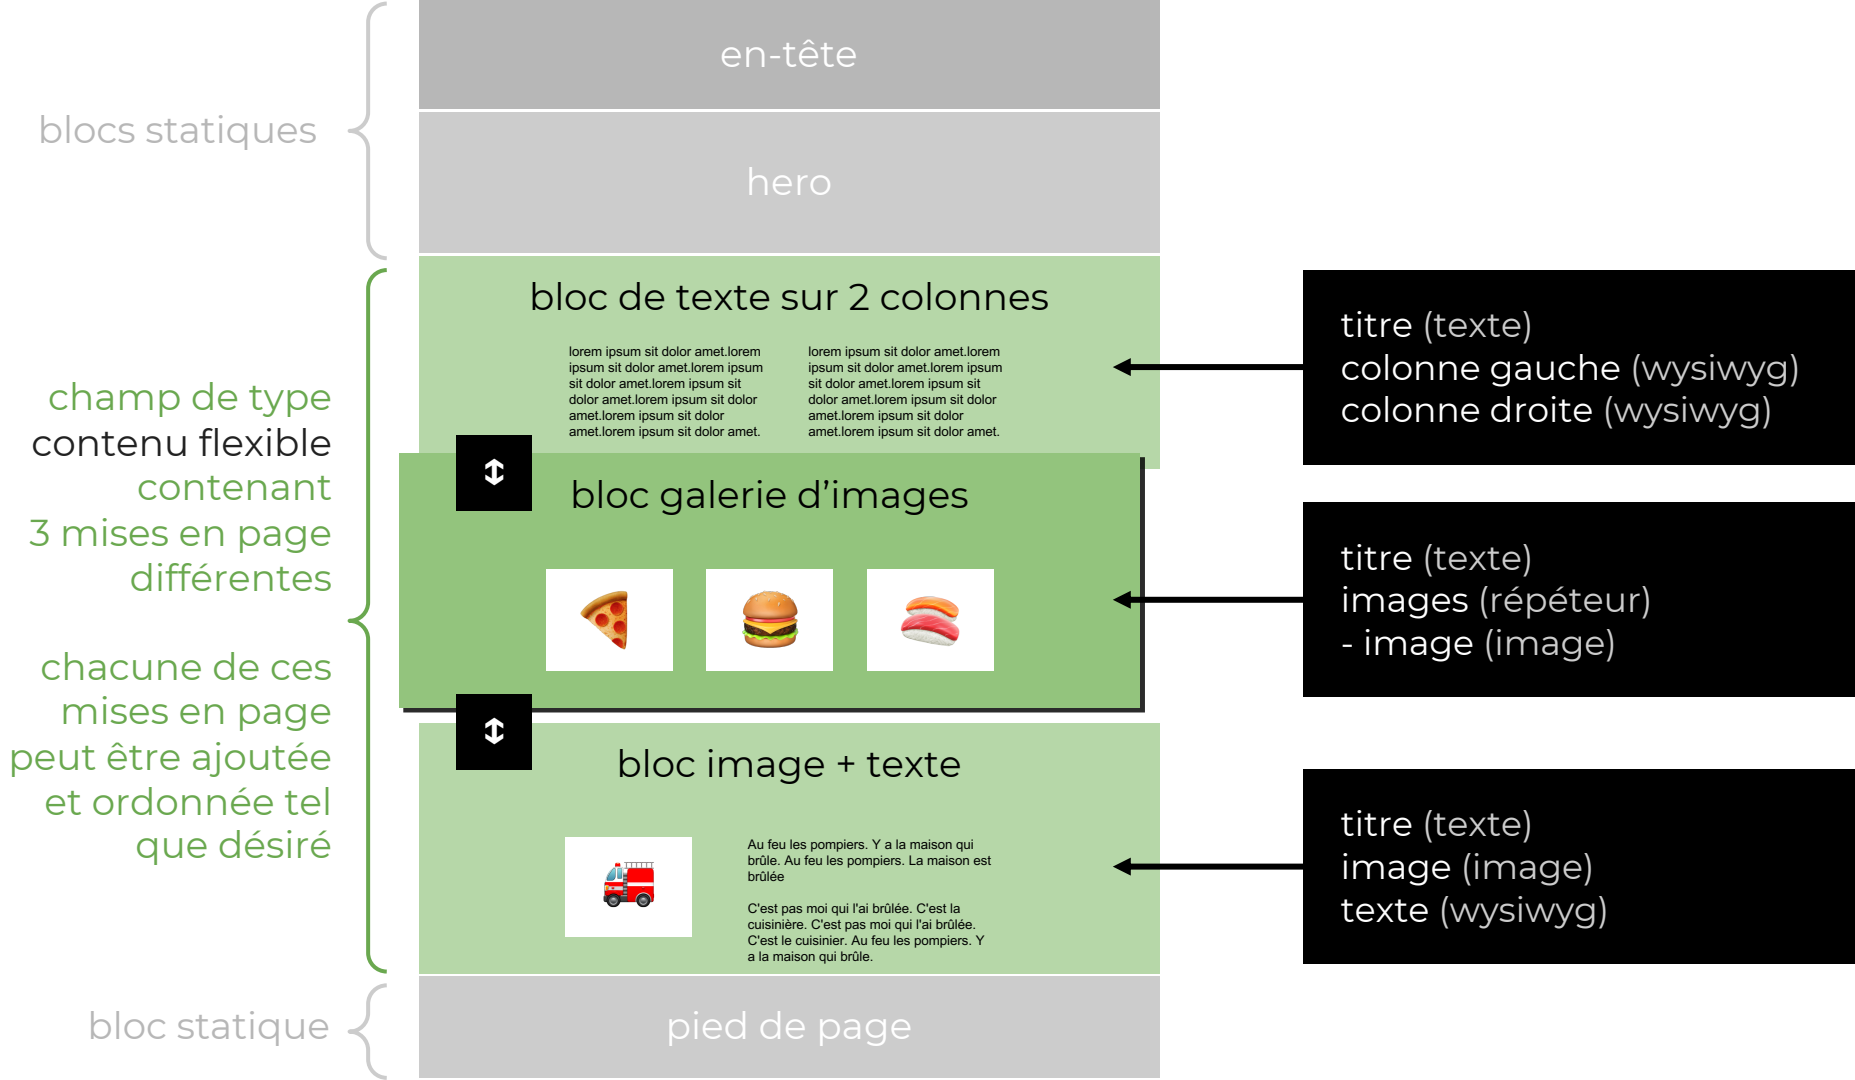 en-tête
blocs statiques
hero
bloc de texte sur 2 colonnes
lorem ipsum sit dolor amet.lorem
ipsum sit dolor amet.lorem ipsum
sit dolor amet.lorem ipsum sit
dolor amet.lorem ipsum sit dolor
amet.lorem ipsum sit dolor
amet.lorem ipsum sit dolor amet.
lorem ipsum sit dolor amet.lorem
ipsum sit dolor amet.lorem ipsum
sit dolor amet.lorem ipsum sit
dolor amet.lorem ipsum sit dolor
amet.lorem ipsum sit dolor
amet.lorem ipsum sit dolor amet.
titre (texte)
colonne gauche (wysiwyg)
colonne droite (wysiwyg)
champ de type
contenu flexible
contenant
3 mises en page
différentes
chacune de ces
mises en page
peut être ajoutée
et ordonnée tel
que désiré
bloc galerie d’images
titre (texte)
images (répéteur)
- image (image)
bloc image + texte
Au feu les pompiers. Y a la maison qui
brûle. Au feu les pompiers. La maison est
brûlée
C'est pas moi qui l'ai brûlée. C'est la
cuisinière. C'est pas moi qui l'ai brûlée.
C'est le cuisinier. Au feu les pompiers. Y
a la maison qui brûle.
titre (texte)
image (image)
texte (wysiwyg)
bloc statique
pied de page